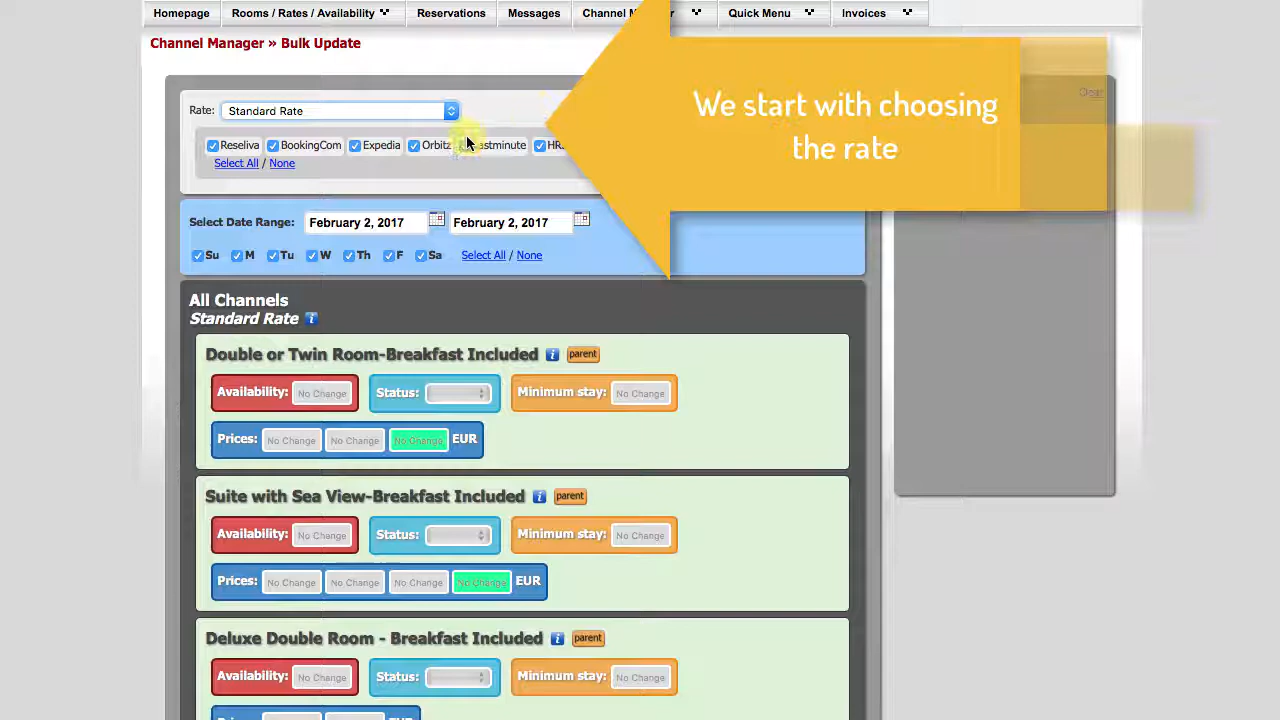 Homepage Rooms / Rates / Availability Reservations Messages Channel Quick Menu Invoices
Channel Manager » Bulk Update
Clear
Rate: Standard Rate
We start with choosing
the rate
Reseliva BookingCom Expedia Orbitz
Select All / None
Select Date Range: February 2, 2017 February 2, 2017
Su M Tu W Th F Sa Select All / None
All Channels
Standard Rate i
Double or Twin Room-Breakfast Included i parent
Availability: No Change Status: Minimum stay: No Change
Prices: No Change No Change No Change EUR
Suite with Sea View-Breakfast Included i parent
Availability: No Change Status: Minimum stay: No Change
Prices: No Change No Change No Change No Change EUR
Deluxe Double Room - Breakfast Included i parent
Availability: No Change Status: Minimum stay: No Change